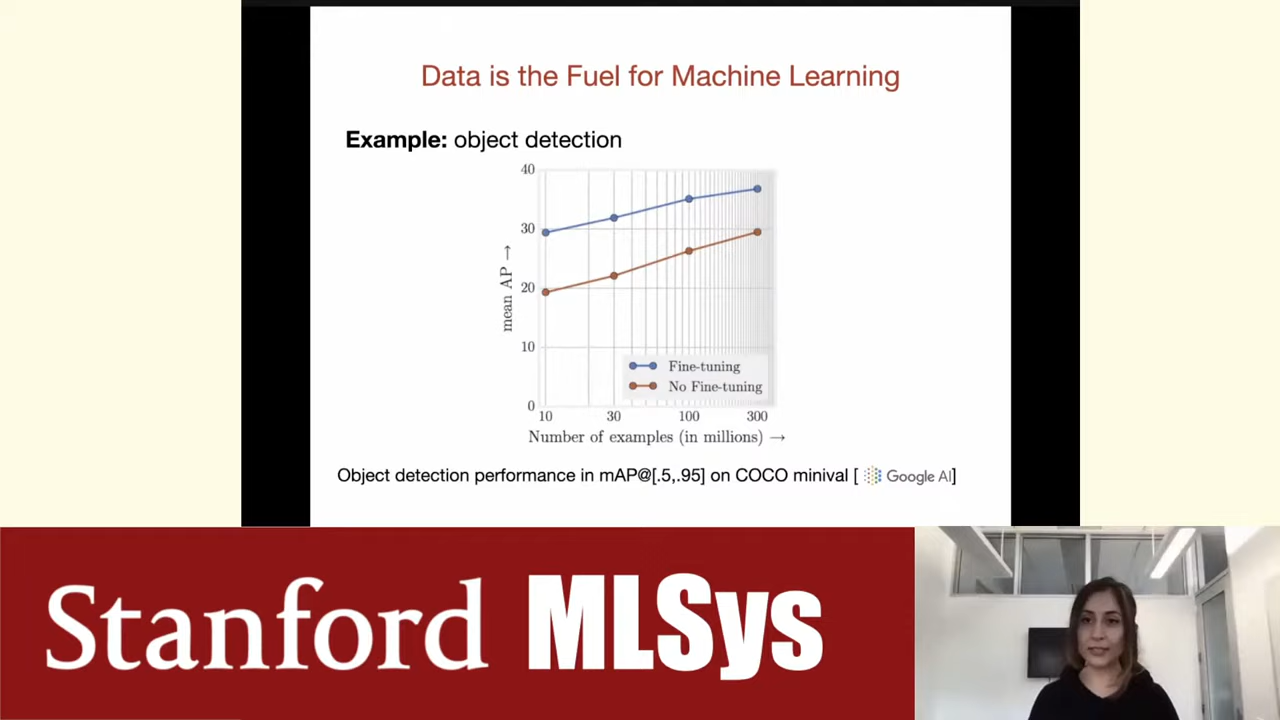 Data is the Fuel for Machine Learning
Example: object detection
40
30
20
10
0
mean AP →
Fine-tuning
No Fine-tuning
10 30 100 300
Number of examples (in millions) →
Object detection performance in mAP@[.5,.95] on COCO minival [ Google AI]
Stanford MLSys